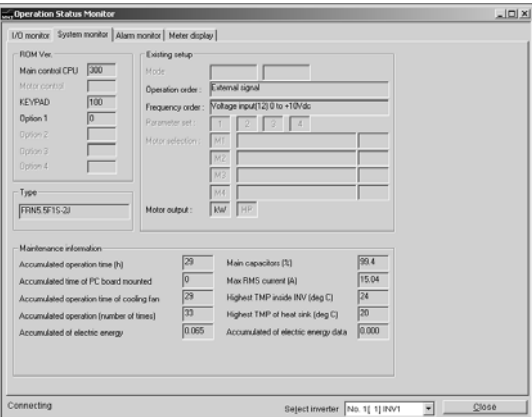 Operation Status Monitor
I/O monitor System monitor Alarm monitor Meter display
ROM Ver.
Main control CPU 300
Motor control
KEYPAD 100
Option 1 0
Option 2
Option 3
Option 4
Type
FRN5.5F1S-2J
Existing setup
Mode
Operation order : External signal
Frequency order : Voltage input(12) 0 to +10Vdc
Parameter set : 1 2 3 4
Motor selection : M1
M2
M3
M4
Motor output : kW HP
Maintenance information
Accumulated operation time (h) 29
Accumulated time of PC board mounted 0
Accumulated operation time of cooling fan 29
Accumulated operation (number of times) 33
Accumulated of electric energy 0.065
Main capacitors (%) 99.4
Max RMS current (A) 15.04
Highest TMP inside INV (deg C) 24
Highest TMP of heat sink (deg C) 20
Accumulated of electric energy data 0.000
Connecting
Select inverter No. 1[ 1] INV1 Close